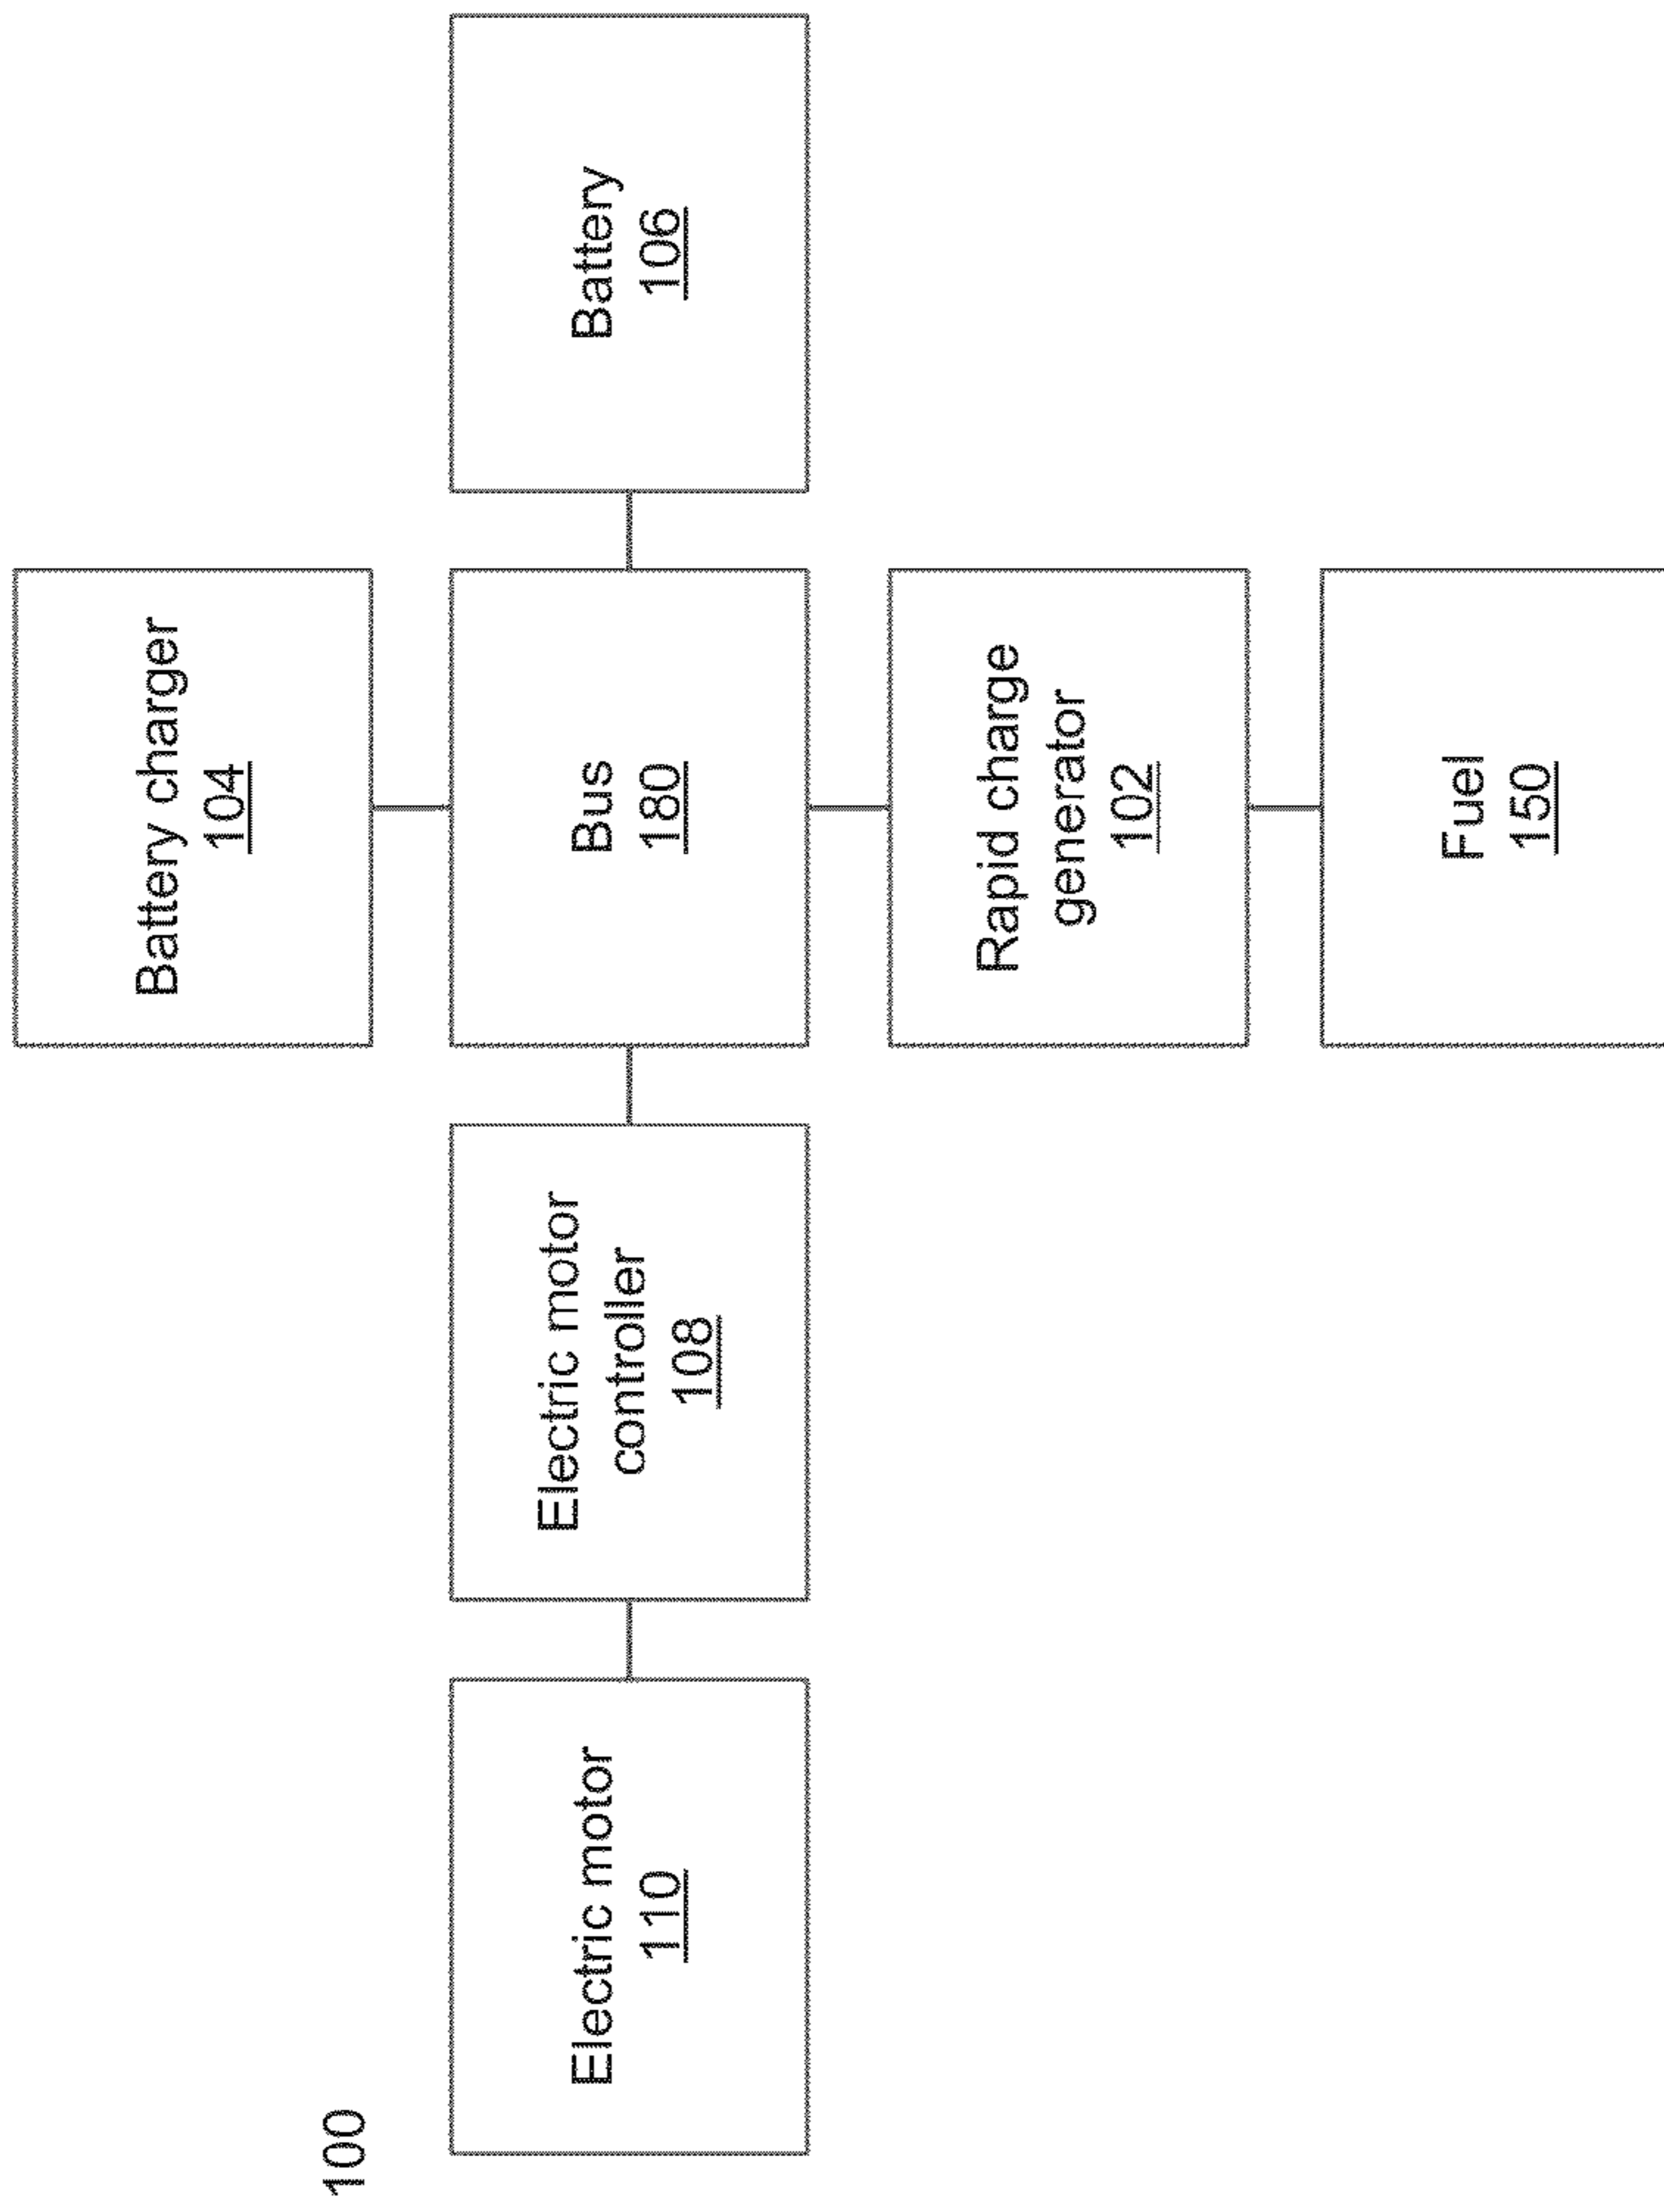 100
Battery charger
104
Electric motor
110
Electric motor
controller
108
Bus
180
Battery
106
Rapid charge
generator
102
Fuel
150